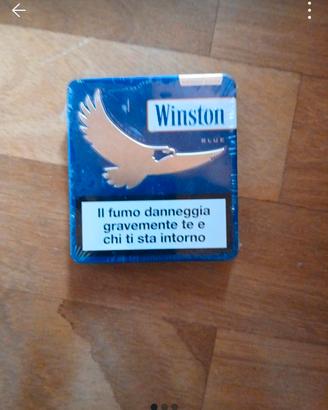 Winston
BLUE
Il fumo danneggia
gravemente te e
chi ti sta intorno